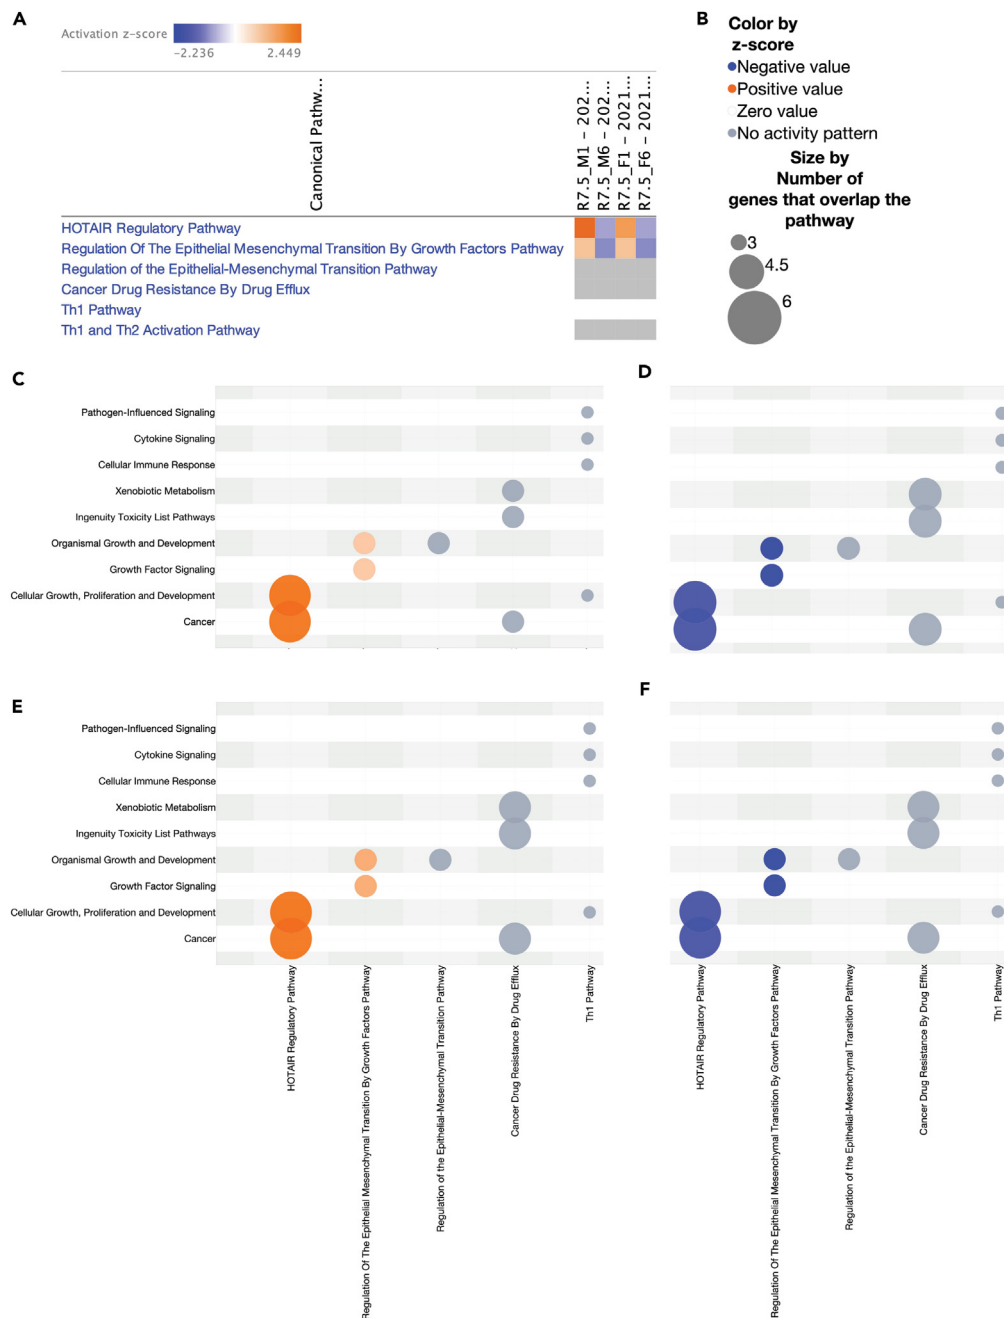 A
Activation z-score
-2.236
2.449
Canonical Pathw...
R7.5_M1 - 202...
R7.5_M6 - 202...
R7.5_F1 - 2021...
R7.5_F6 - 2021...
HOTAIR Regulatory Pathway
Regulation Of The Epithelial Mesenchymal Transition By Growth Factors Pathway
Regulation of the Epithelial-Mesenchymal Transition Pathway
Cancer Drug Resistance By Drug Efflux
Th1 Pathway
Th1 and Th2 Activation Pathway
B
Color by
z-score
Negative value
Positive value
Zero value
No activity pattern
Size by
Number of
genes that overlap the
pathway
3
4.5
6
C
Pathogen-Influenced Signaling
Cytokine Signaling
Cellular Immune Response
Xenobiotic Metabolism
Ingenuity Toxicity List Pathways
Organismal Growth and Development
Growth Factor Signaling
Cellular Growth, Proliferation and Development
Cancer
D
E
Pathogen-Influenced Signaling
Cytokine Signaling
Cellular Immune Response
Xenobiotic Metabolism
Ingenuity Toxicity List Pathways
Organismal Growth and Development
Growth Factor Signaling
Cellular Growth, Proliferation and Development
Cancer
HOTAIR Regulatory Pathway
Regulation Of The Epithelial Mesenchymal Transition By Growth Factors Pathway
Regulation of the Epithelial-Mesenchymal Transition Pathway
Cancer Drug Resistance By Drug Efflux
Th1 Pathway
F
HOTAIR Regulatory Pathway
Regulation Of The Epithelial Mesenchymal Transition By Growth Factors Pathway
Regulation of the Epithelial-Mesenchymal Transition Pathway
Cancer Drug Resistance By Drug Efflux
Th1 Pathway